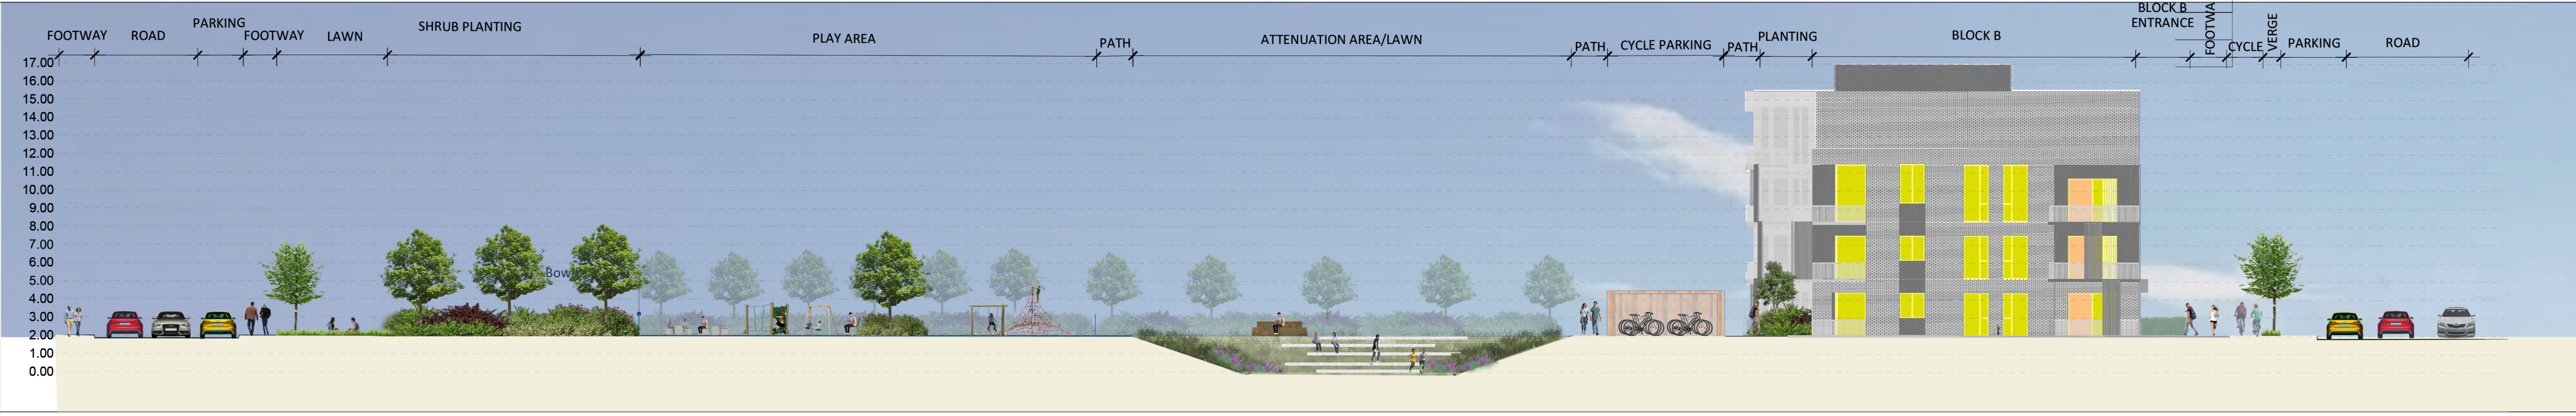 FOOTWAY
ROAD
PARKING
FOOTWAY
LAWN
SHRUB PLANTING
PLAY AREA
PATH
ATTENUATION AREA/LAWN
PATH
CYCLE PARKING
PATH
PLANTING
BLOCK B
BLOCK B
ENTRANCE
FOOTWA
CYCLE
VERGE
PARKING
ROAD
17.00
16.00
15.00
14.00
13.00
12.00
11.00
10.00
9.00
8.00
7.00
6.00
5.00
4.00
3.00
2.00
1.00
0.00
Bow